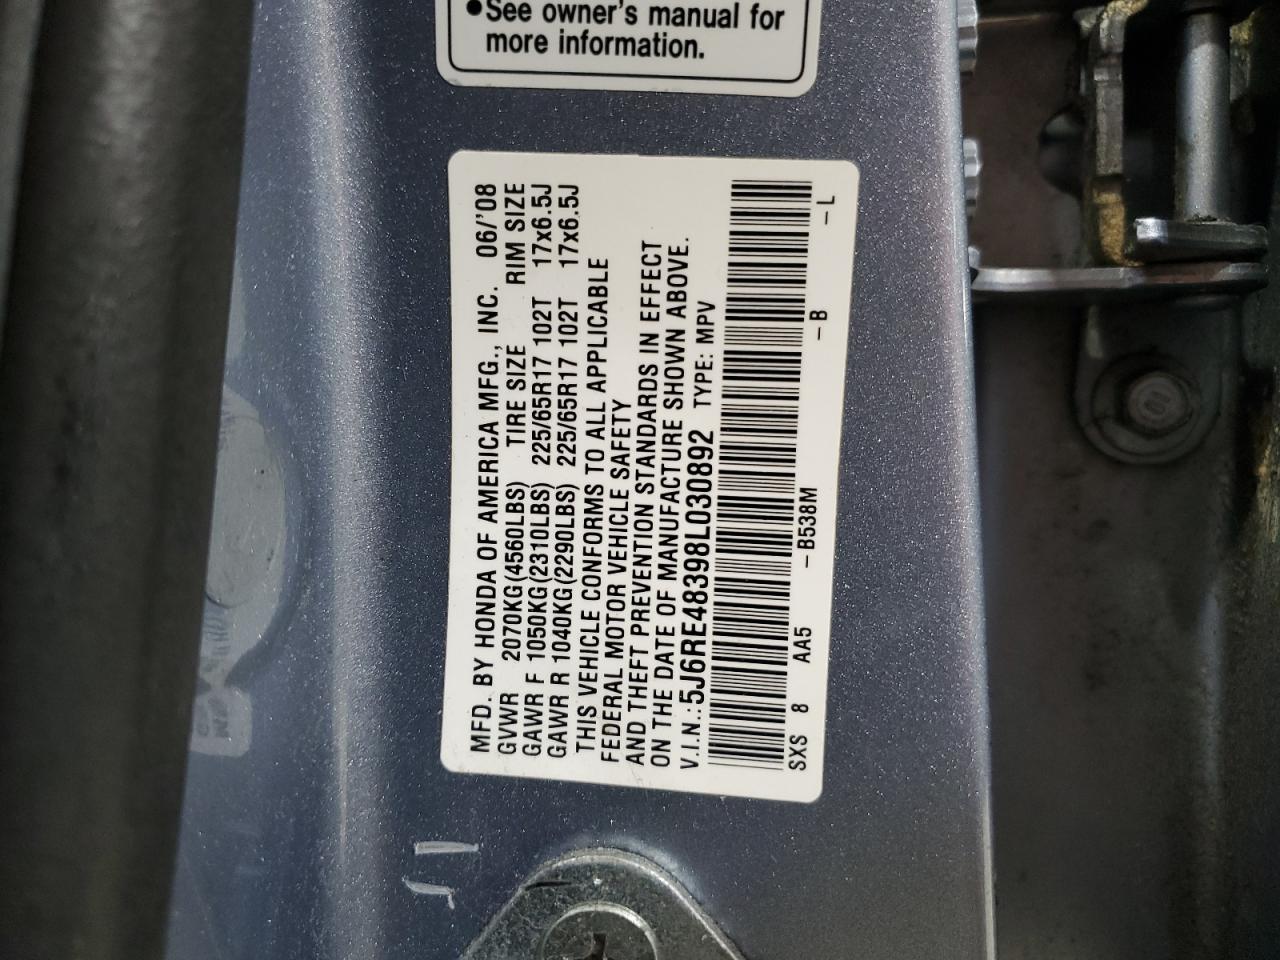 •See owner's manual for
more information.
MFD. BY HONDA OF AMERICA MFG., INC. 06/'08
GVWR 2070KG(4560LBS) TIRE SIZE RIM SIZE
GAWR F 1050KG(2310LBS) 225/65R17 102T 17x6.5J
GAWR R 1040KG(2290LBS) 225/65R17 102T 17x6.5J
THIS VEHICLE CONFORMS TO ALL APPLICABLE
FEDERAL MOTOR VEHICLE SAFETY
AND THEFT PREVENTION STANDARDS IN EFFECT
ON THE DATE OF MANUFACTURE SHOWN ABOVE.
V.I.N.:5J6RE48398L030892 TYPE: MPV
SXS 8 AA5 -B538M -B -L